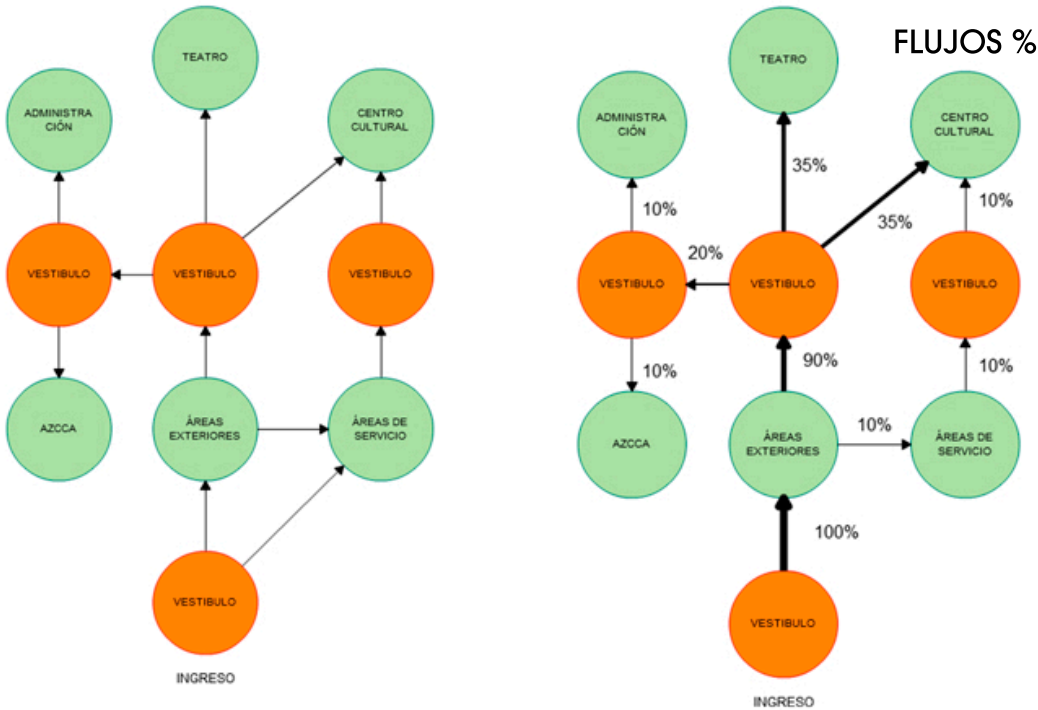 TEATRO
ADMINISTRA
CIÓN
CENTRO
CULTURAL
VESTIBULO
VESTIBULO
VESTIBULO
AZCCA
ÁREAS
EXTERIORES
ÁREAS DE
SERVICIO
VESTIBULO
INGRESO
FLUJOS %
TEATRO
ADMINISTRA
CIÓN
CENTRO
CULTURAL
35%
10%
35%
10%
20%
VESTIBULO
VESTIBULO
VESTIBULO
10%
90%
10%
AZCCA
ÁREAS
EXTERIORES
10%
ÁREAS DE
SERVICIO
100%
VESTIBULO
INGRESO